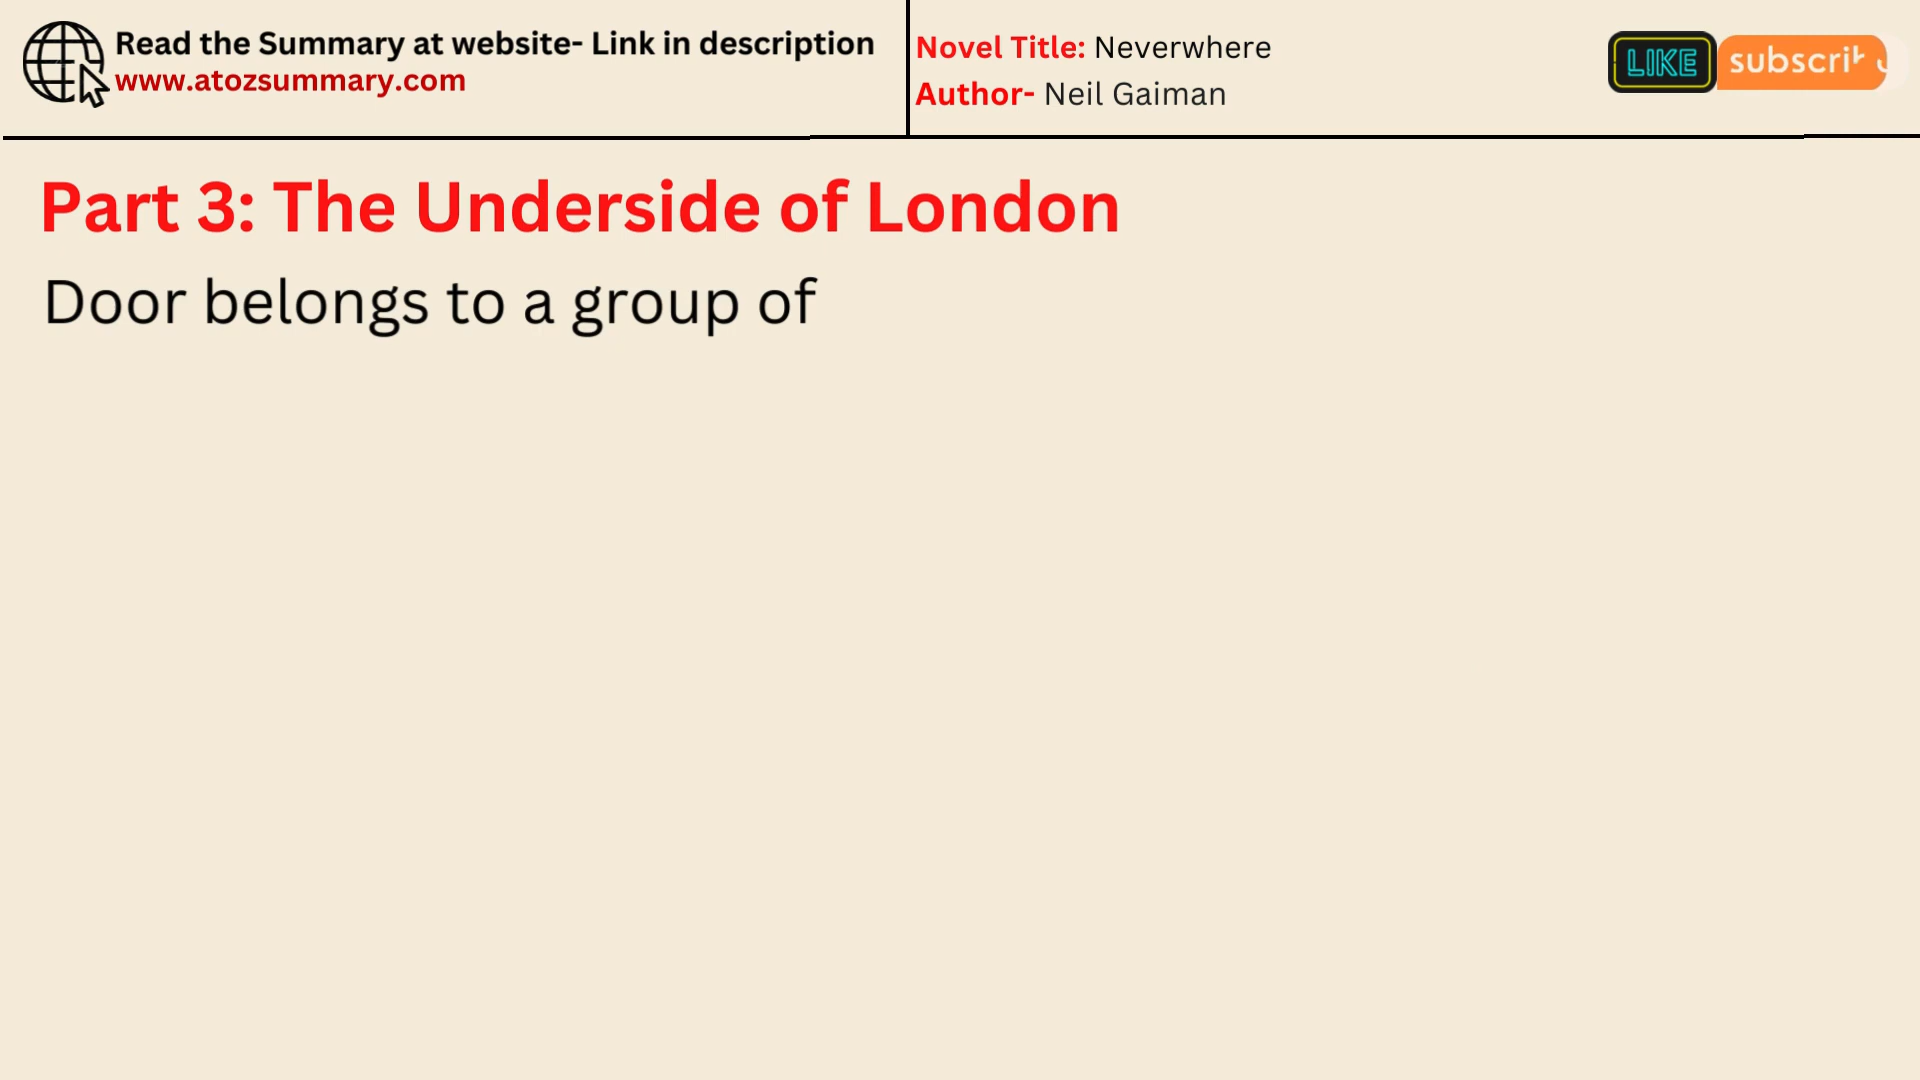 Read the Summary at website- Link in description
www.atozsummary.com
Novel Title: Neverwhere
Author- Neil Gaiman
LIKE
Part 3: The Underside of London
Door belongs to a group of